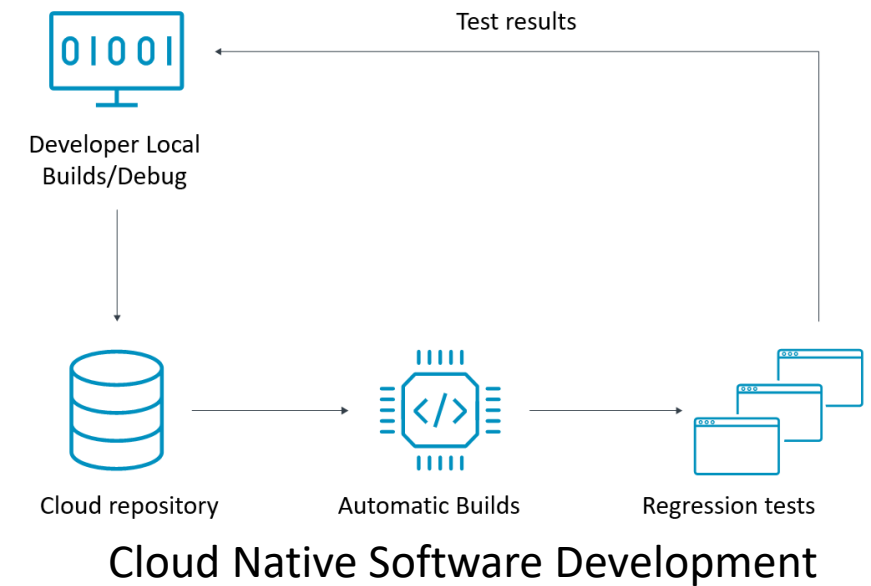 Test results
01001
Developer Local
Builds/Debug
</>
Cloud repository
Automatic Builds
Regression tests
Cloud Native Software Development